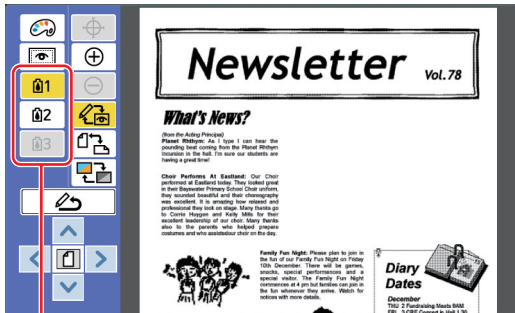 Newsletter Vol.78
1
2
3
What's News?
(from the Acting Principal)
Planet Rhthym: As I type I can hear the
pounding beat coming from the Planet Rhthym
incursion in the hall. I'm sure our students are
having a great time!
Choir Performs At Eastland: Our Choir
performed at Eastland today. They looked great
in their Bayswater Primary School Choir uniform,
they sounded beautiful and their choreography
was excellent. It is amazing how relaxed and
professional they look on stage. Many thanks go
to Corrie Huygen and Kelly Mills for their
excellent leadership of our choir. Many thanks
also to the parents who helped prepare
costumes and who assisted our choir on the day.
Family Fun Night: Please plan to join in
the fun of our Family Fun Night on Friday
10th December. There will be games,
snacks, special performances and a
special visitor. The Family Fun Night
commences at 4 pm but families can join in
the fun whenever they arrive. Watch for
notices with more details.
Diary
Dates
December
THU 2 Fundraising Meets 9AM